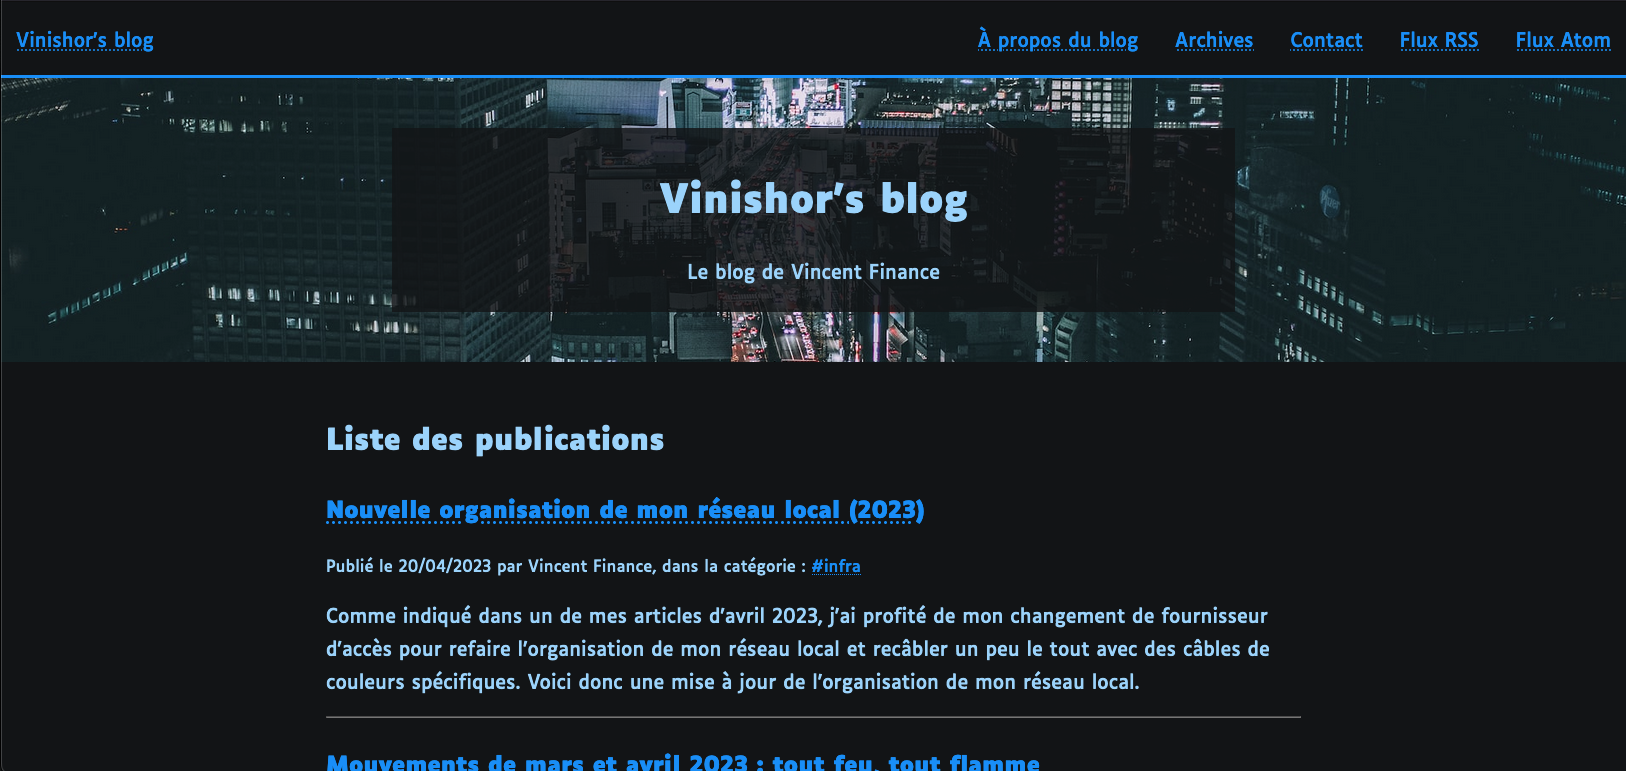 Vinishor's blog
À propos du blog Archives Contact Flux RSS Flux Atom
Vinishor's blog
Le blog de Vincent Finance
Liste des publications
Nouvelle organisation de mon réseau local (2023)
Publié le 20/04/2023 par Vincent Finance, dans la catégorie : #infra
Comme indiqué dans un de mes articles d'avril 2023, j'ai profité de mon changement de fournisseur
d'accès pour refaire l'organisation de mon réseau local et recâbler un peu le tout avec des câbles de
couleurs spécifiques. Voici donc une mise à jour de l'organisation de mon réseau local.
Mouvements de mars et avril 2023 : tout feu, tout flamme